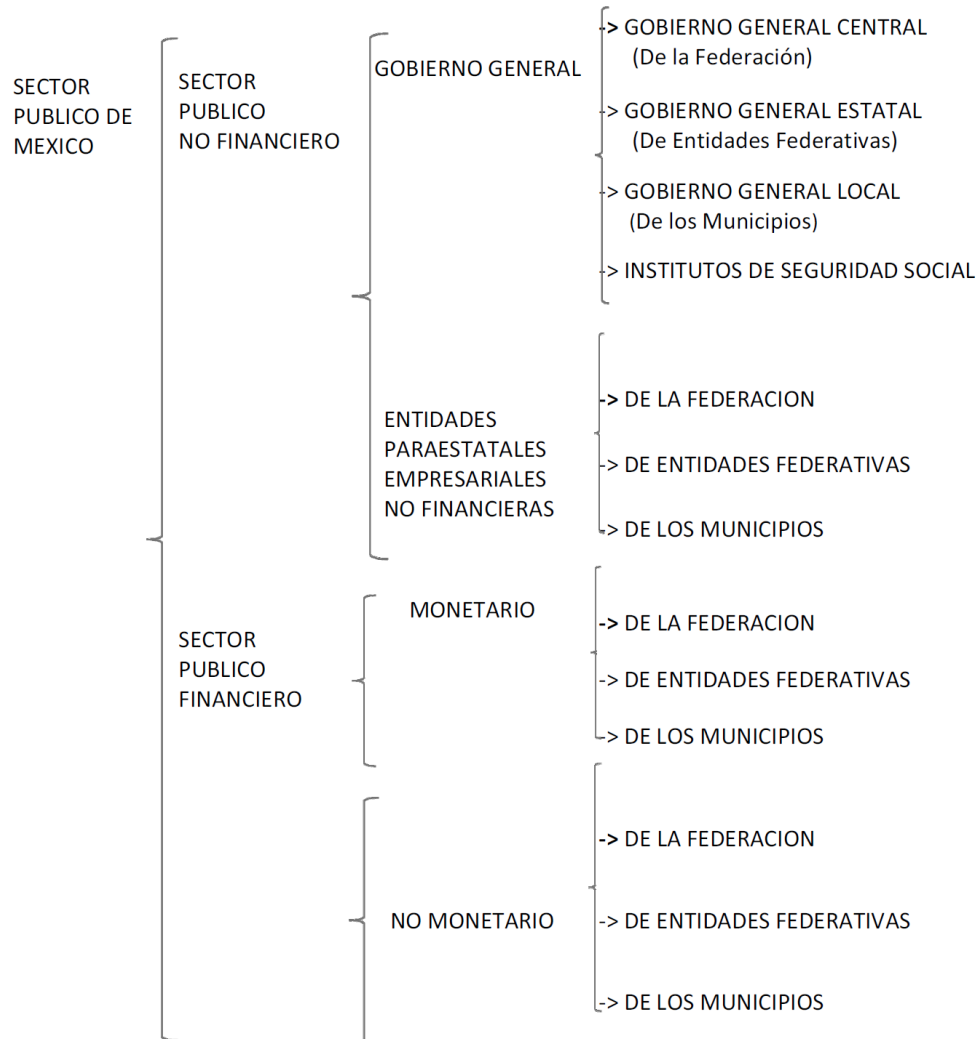 SECTOR
PUBLICO DE
MEXICO
SECTOR
PUBLICO
NO FINANCIERO
GOBIERNO GENERAL
-> GOBIERNO GENERAL CENTRAL
(De la Federación)
-> GOBIERNO GENERAL ESTATAL
(De Entidades Federativas)
-> GOBIERNO GENERAL LOCAL
(De los Municipios)
-> INSTITUTOS DE SEGURIDAD SOCIAL
ENTIDADES
PARAESTATALES
EMPRESARIALES
NO FINANCIERAS
-> DE LA FEDERACION
-> DE ENTIDADES FEDERATIVAS
-> DE LOS MUNICIPIOS
SECTOR
PUBLICO
FINANCIERO
MONETARIO
-> DE LA FEDERACION
-> DE ENTIDADES FEDERATIVAS
-> DE LOS MUNICIPIOS
NO MONETARIO
-> DE LA FEDERACION
-> DE ENTIDADES FEDERATIVAS
-> DE LOS MUNICIPIOS